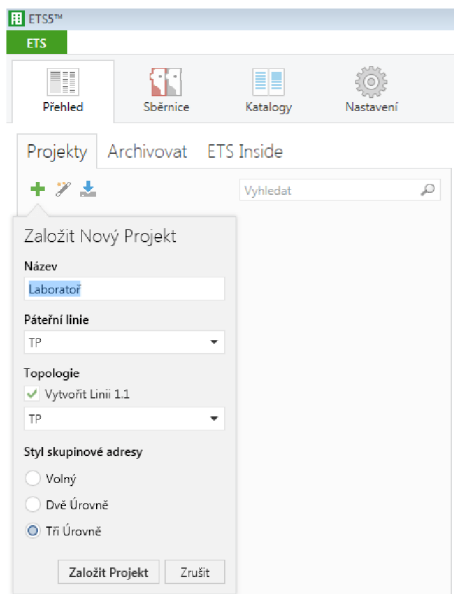 ETS5™
ETS
Přehled Sběrnice Katalogy Nastavení
Projekty Archivovat ETS Inside
Vyhledat
Založit Nový Projekt
Název
Laboratoř
Páteřní linie
TP
Topologie
Vytvořit Linii 1.1
TP
Styl skupinové adresy
Volný
Dvě Úrovně
Tři Úrovně
Založit Projekt Zrušit